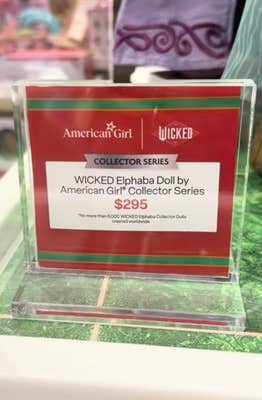 American Girl WICKED
COLLECTOR SERIES
WICKED Elphaba Doll by
American Girl® Collector Series
$295
*No more than 5,000 WICKED Elphaba Collector Dolls
created worldwide